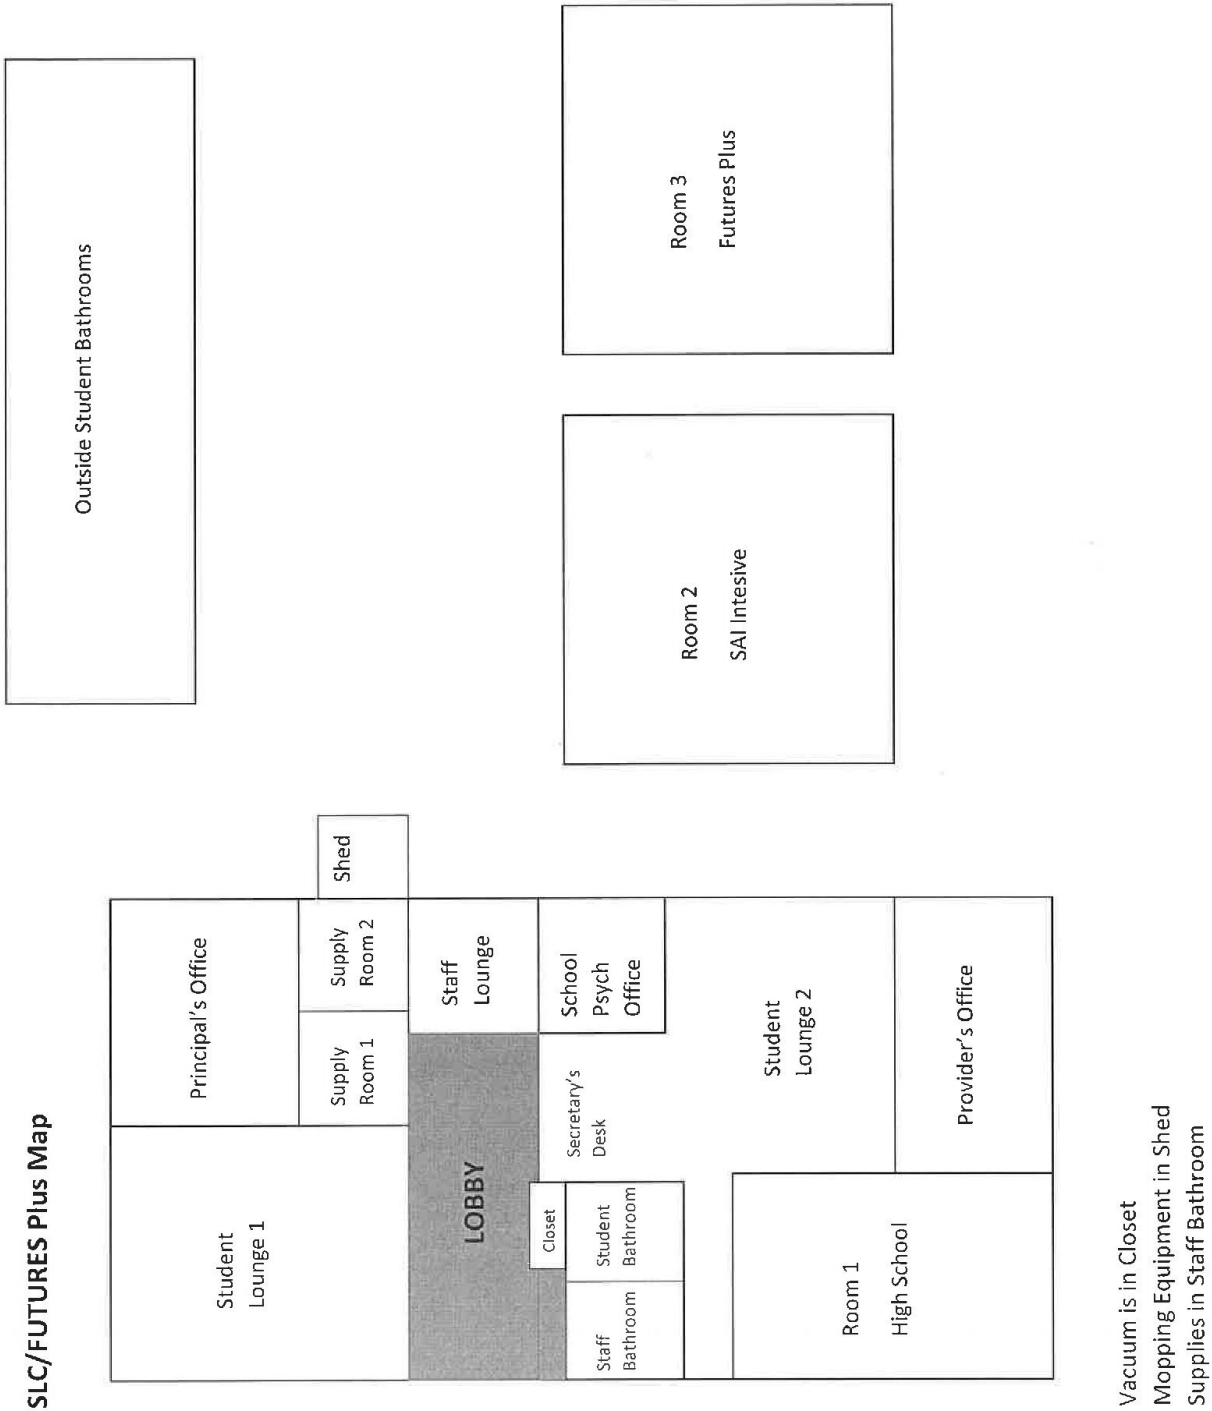 SLC/FUTURES Plus Map
Student
Lounge 1
Principal's Office
Supply
Room 1
Supply
Room 2
Shed
Outside Student Bathrooms
LOBBY
Staff
Lounge
Closet
Staff
Bathroom
Student
Bathroom
Secretary's
Desk
School
Psych
Office
Student
Lounge 2
Room 1
High School
Provider's Office
Room 2
SAI Intesive
Room 3
Futures Plus
Vacuum is in Closet
Mopping Equipment in Shed
Supplies in Staff Bathroom